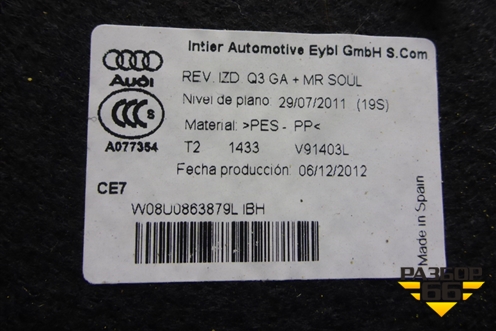 Intier Automotive Eybl GmbH S.Com
Audi
REV. IZD Q3 GA + MR SOUL
Nivel de plano: 29/07/2011 (19S)
CCC S
Material: >PES - PP<
A077354
T2 1433 V91403L
Fecha producción: 06/12/2012
CE7
W08U0863879L IBH
Made in Spain
РАЗБОР
66